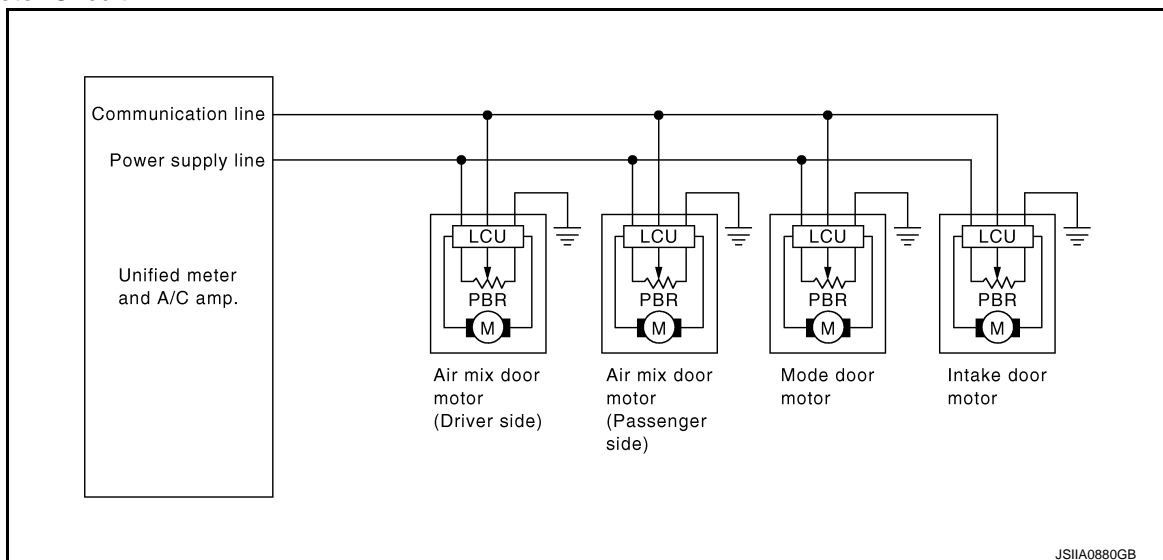 Communication line
Power supply line
Unified meter
and A/C amp.
LCU
PBR
M
Air mix door
motor
(Driver side)
LCU
PBR
M
Air mix door
motor
(Passenger
side)
LCU
PBR
M
Mode door
motor
LCU
PBR
M
Intake door
motor
JSIIA0880GB